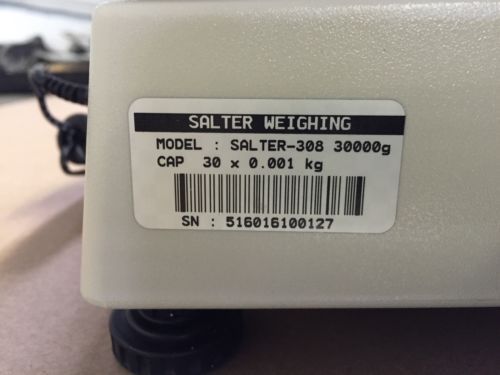 SALTER WEIGHING
MODEL : SALTER-308 30000g
CAP 30 x 0.001 kg
SN : 516016100127